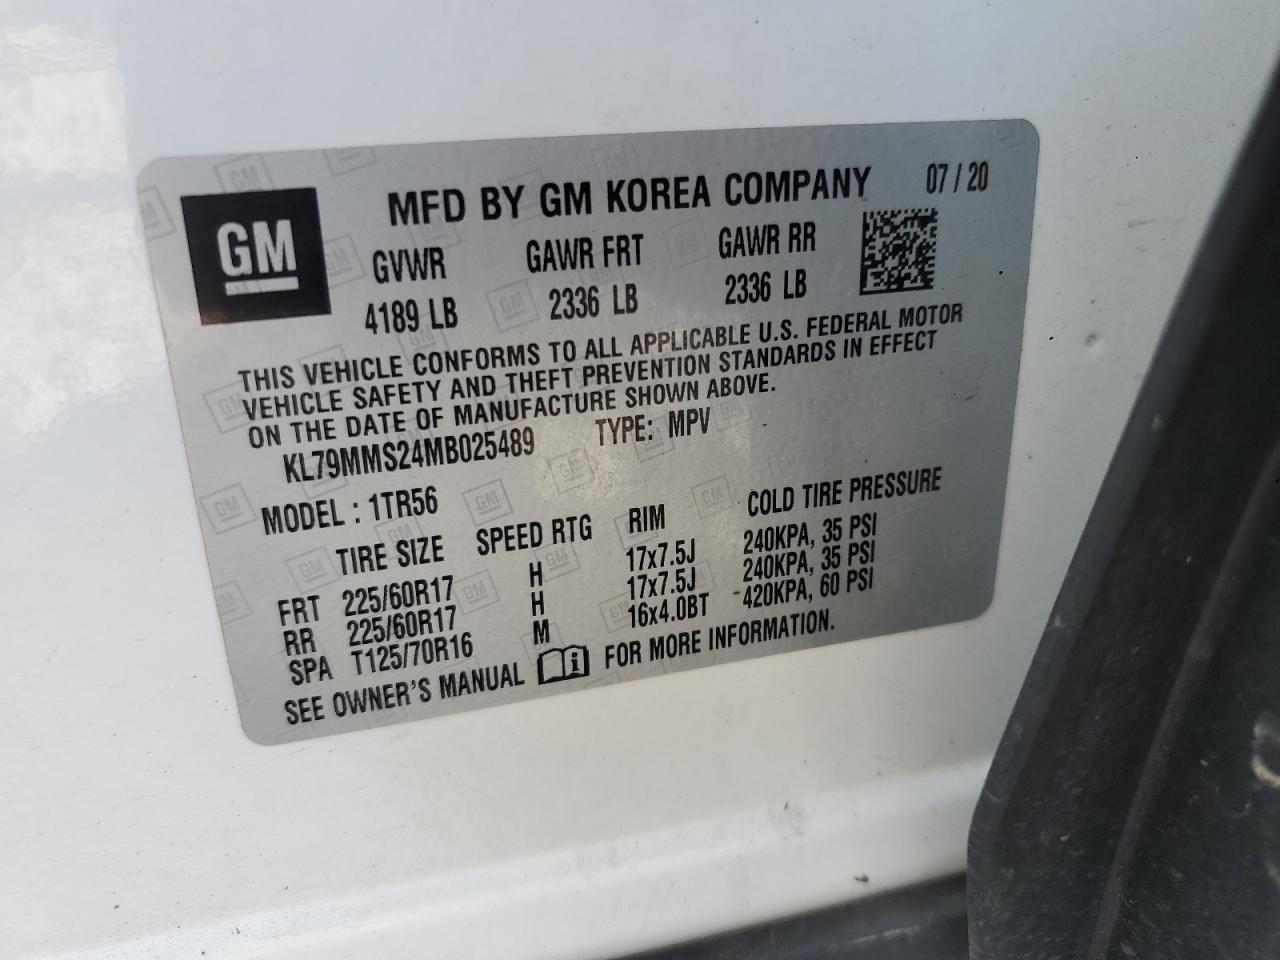 GM
MFD BY GM KOREA COMPANY 07 / 20
GVWR GAWR FRT GAWR RR
4189 LB 2336 LB 2336 LB
THIS VEHICLE CONFORMS TO ALL APPLICABLE U.S. FEDERAL MOTOR
VEHICLE SAFETY AND THEFT PREVENTION STANDARDS IN EFFECT
ON THE DATE OF MANUFACTURE SHOWN ABOVE.
KL79MMS24MB025489 TYPE: MPV
MODEL : 1TR56
TIRE SIZE SPEED RTG RIM COLD TIRE PRESSURE
FRT 225/60R17 H 17x7.5J 240KPA, 35 PSI
RR 225/60R17 H 17x7.5J 240KPA, 35 PSI
SPA T125/70R16 M 16x4.0BT 420KPA, 60 PSI
SEE OWNER'S MANUAL FOR MORE INFORMATION.